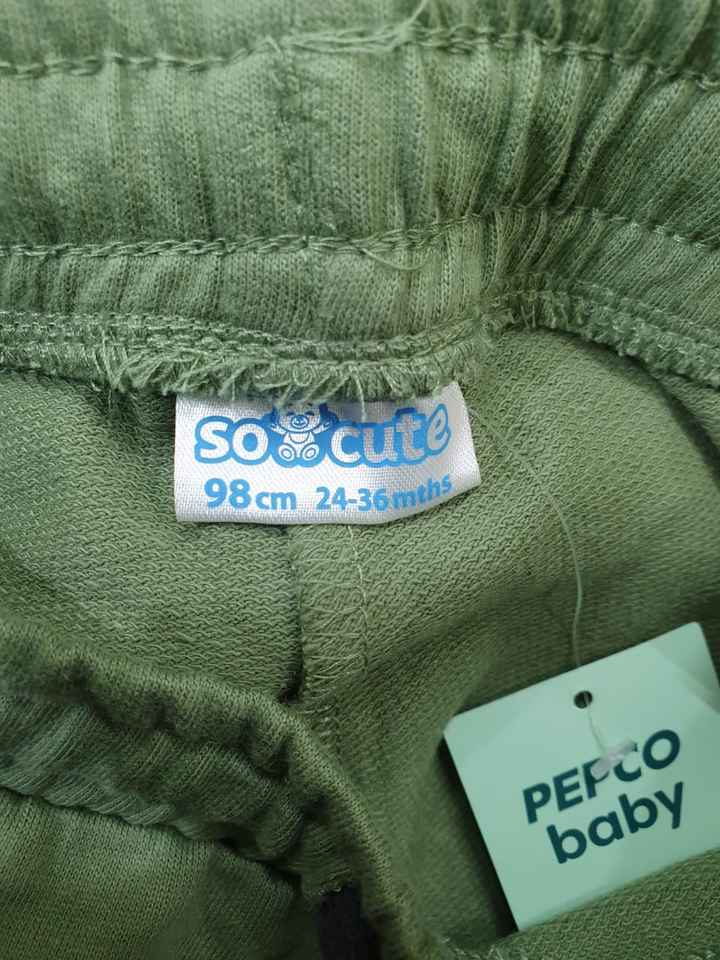 so cute
98cm 24-36mths
PEPCO
baby